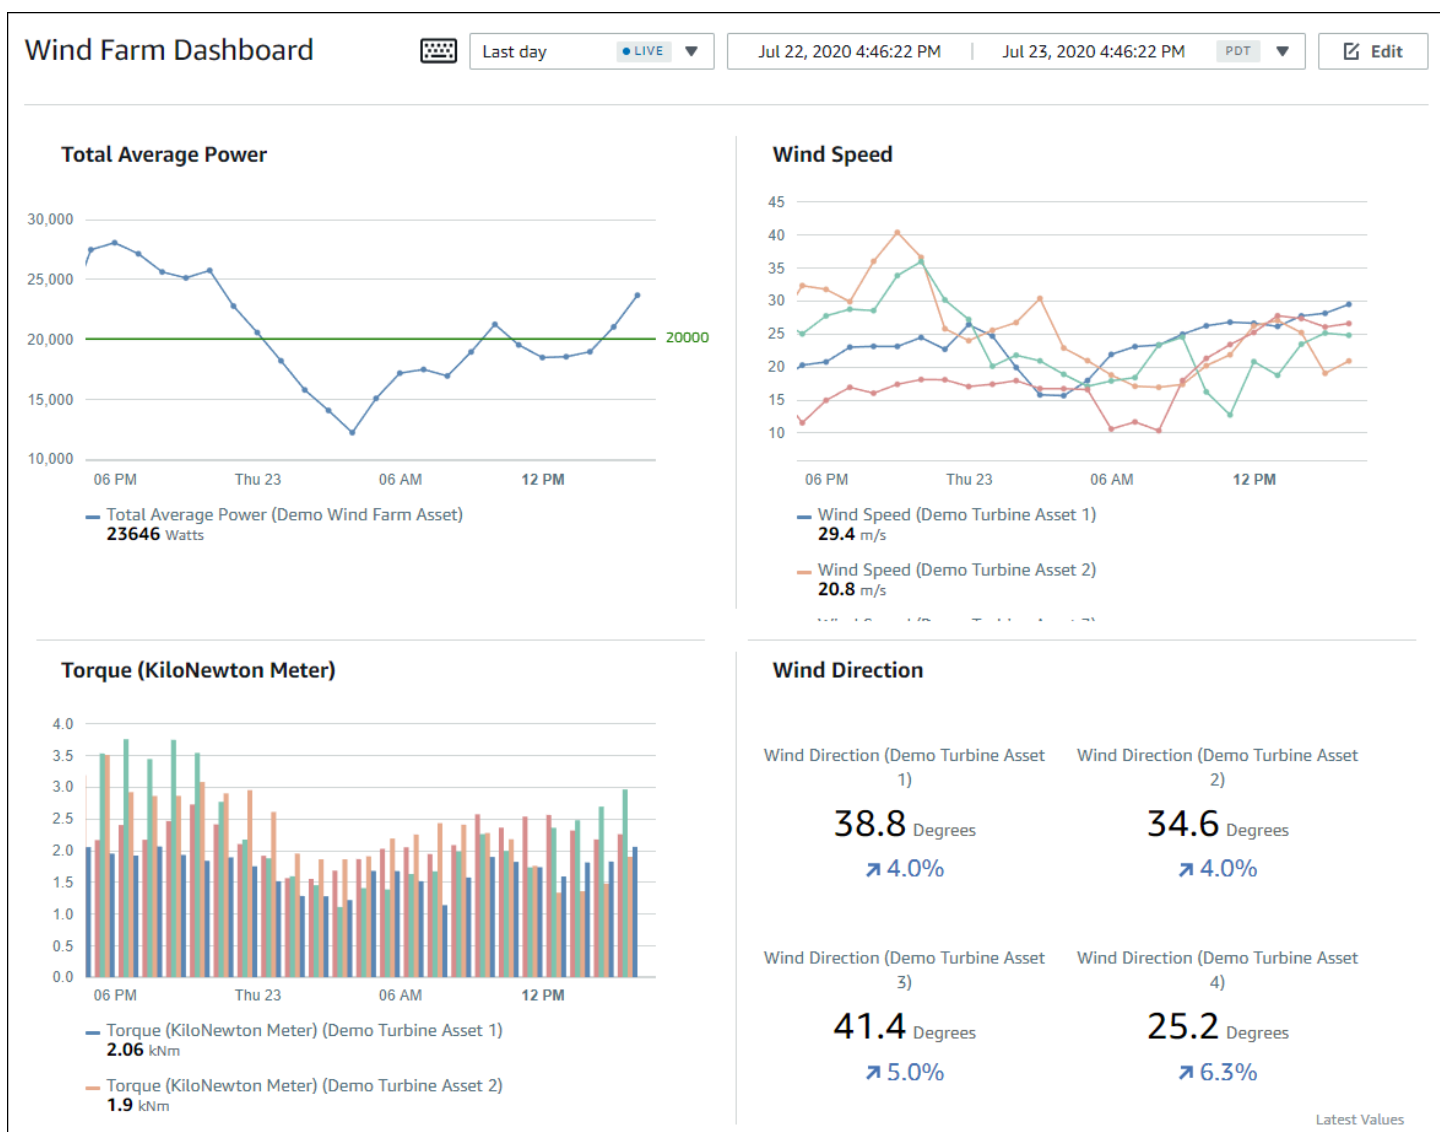 Wind Farm Dashboard
Last day
LIVE
Jul 22, 2020 4:46:22 PM
Jul 23, 2020 4:46:22 PM
PDT
Edit
Total Average Power
30,000
25,000
20,000
15,000
10,000
20000
06 PM
Thu 23
06 AM
12 PM
Total Average Power (Demo Wind Farm Asset)
23646 Watts
Wind Speed
45
40
35
30
25
20
15
10
06 PM
Thu 23
06 AM
12 PM
Wind Speed (Demo Turbine Asset 1)
29.4 m/s
Wind Speed (Demo Turbine Asset 2)
20.8 m/s
Torque (KiloNewton Meter)
4.0
3.5
3.0
2.5
2.0
1.5
1.0
0.5
0.0
06 PM
Thu 23
06 AM
12 PM
Torque (KiloNewton Meter) (Demo Turbine Asset 1)
2.06 kNm
Torque (KiloNewton Meter) (Demo Turbine Asset 2)
1.9 kNm
Wind Direction
Wind Direction (Demo Turbine Asset
1)
38.8 Degrees
4.0%
Wind Direction (Demo Turbine Asset
2)
34.6 Degrees
4.0%
Wind Direction (Demo Turbine Asset
3)
41.4 Degrees
5.0%
Wind Direction (Demo Turbine Asset
4)
25.2 Degrees
6.3%
Latest Values